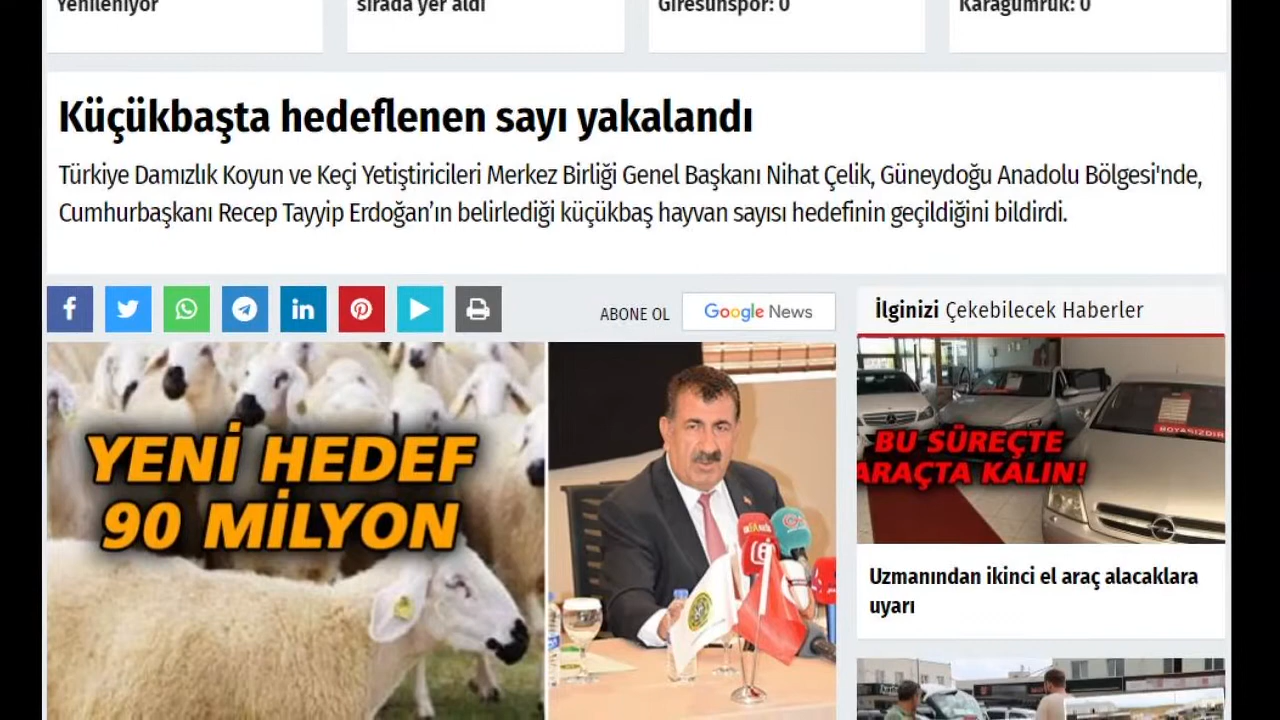 Yenileniyor
sırada yer aldı
Giresunspor: 0
Karagümrük: 0
Küçükbaşta hedeflenen sayı yakalandı
Türkiye Damızlık Koyun ve Keçi Yetiştiricileri Merkez Birliği Genel Başkanı Nihat Çelik, Güneydoğu Anadolu Bölgesi'nde,
Cumhurbaşkanı Recep Tayyip Erdoğan’ın belirlediği küçükbaş hayvan sayısı hedefinin geçildiğini bildirdi.
ABONE OL
Google News
YENİ HEDEF
90 MİLYON
İlginizi Çekebilecek Haberler
BU SÜREÇTE
ARAÇTA KALIN!
BOYASIZDIR
Uzmanından ikinci el araç alacaklara
uyarı